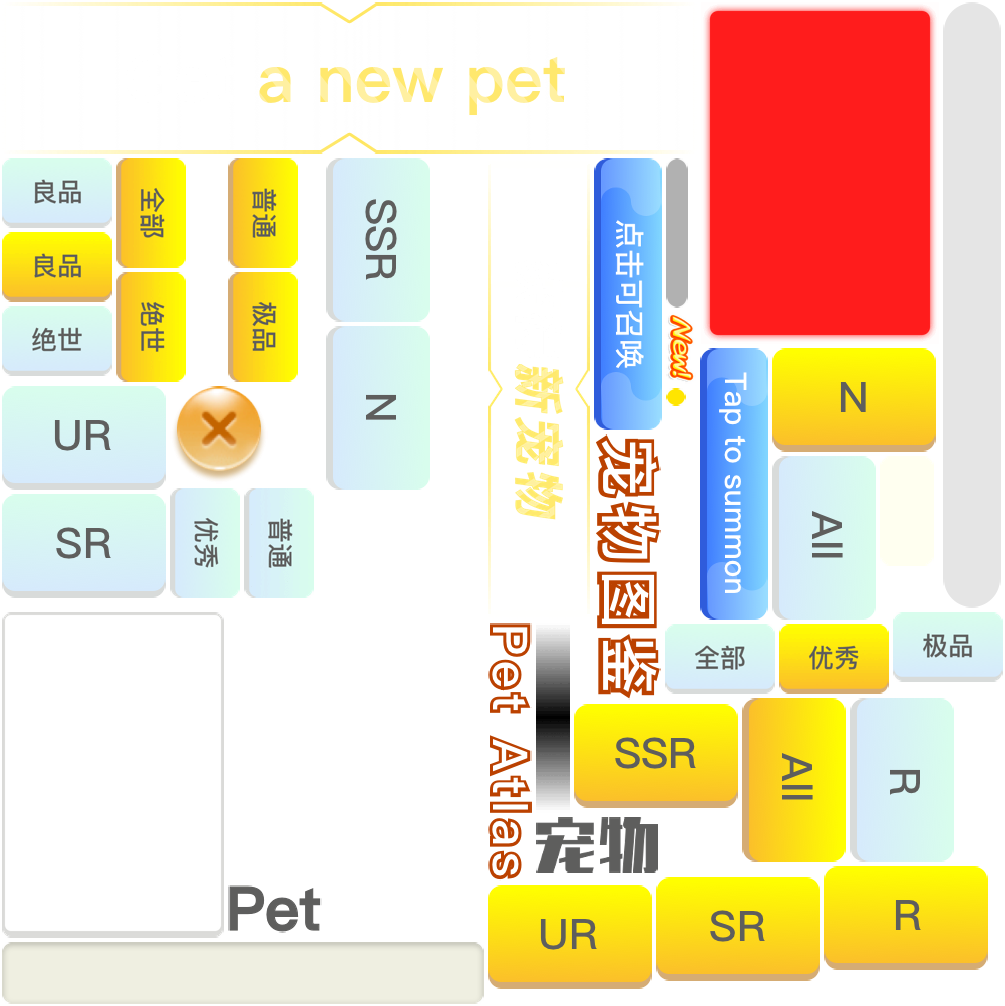 a new pet
良品
全部
普通
SSR
点击可召唤
良品
绝世
极品
绝世
New!
N
Tap to summon
N
UR
新宠物
宠物图鉴
All
SR
优秀
普通
全部
优秀
极品
Pet Atlas
SSR
All
R
宠物
Pet
UR
SR
R